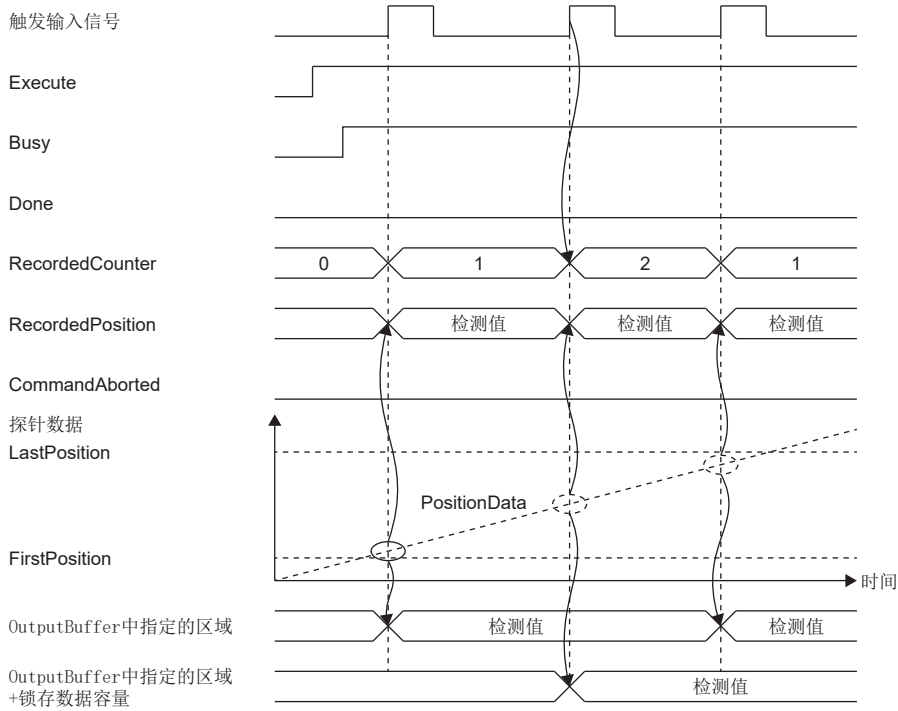 触发输入信号
Execute
Busy
Done
RecordedCounter
0
1
2
1
RecordedPosition
检测值
检测值
检测值
CommandAborted
探针数据
LastPosition
PositionData
FirstPosition
时间
OutputBuffer中指定的区域
检测值
检测值
OutputBuffer中指定的区域
+锁存数据容量
检测值